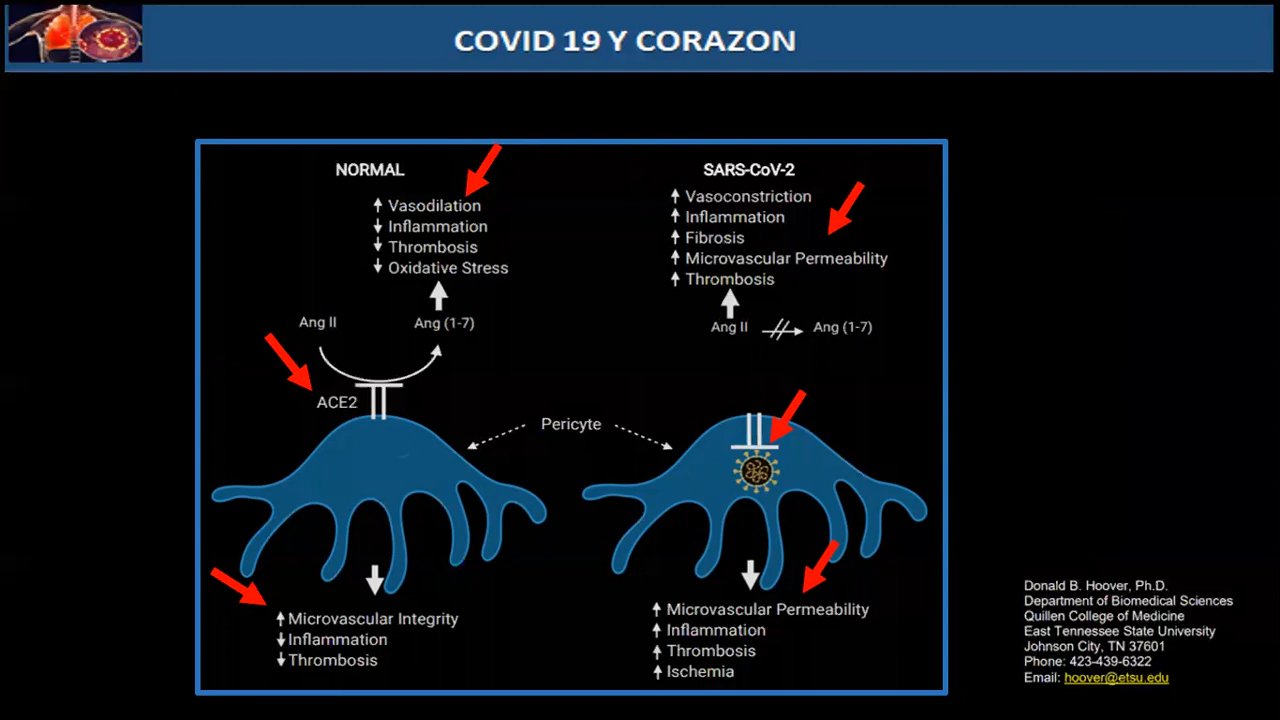 COVID 19 Y CORAZON
NORMAL
↑ Vasodilation
↓ Inflammation
↓ Thrombosis
↓ Oxidative Stress
Ang II
Ang (1-7)
ACE2
SARS-CoV-2
↑ Vasoconstriction
↑ Inflammation
↑ Fibrosis
↑ Microvascular Permeability
↑ Thrombosis
Ang II
Ang (1-7)
Pericyte
↑ Microvascular Integrity
↓ Inflammation
↓ Thrombosis
↑ Microvascular Permeability
↑ Inflammation
↑ Thrombosis
↑ Ischemia
Donald B. Hoover, Ph.D.
Department of Biomedical Sciences
Quillen College of Medicine
East Tennessee State University
Johnson City, TN 37601
Phone: 423-439-6322
Email: hoover@etsu.edu